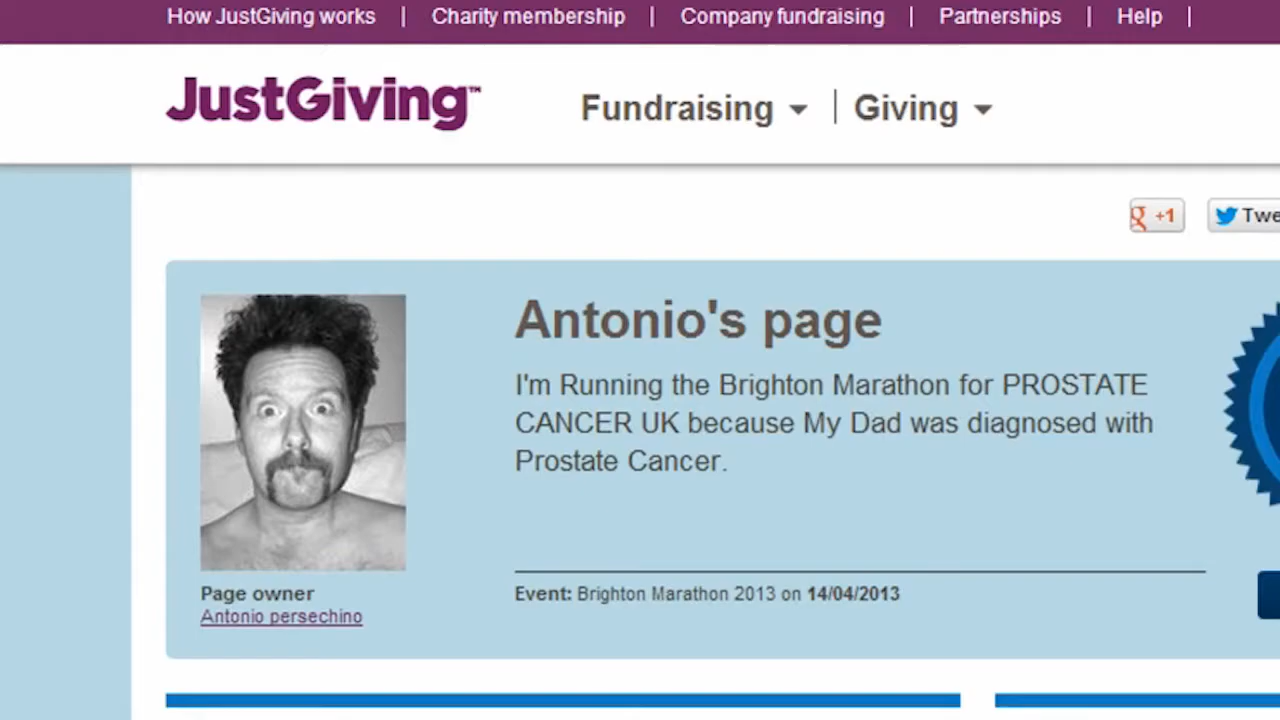 How JustGiving works | Charity membership | Company fundraising | Partnerships | Help |
JustGiving™ Fundraising | Giving
g +1 Twe
Antonio's page
I'm Running the Brighton Marathon for PROSTATE
CANCER UK because My Dad was diagnosed with
Prostate Cancer.
Event: Brighton Marathon 2013 on 14/04/2013
Page owner
Antonio persechino